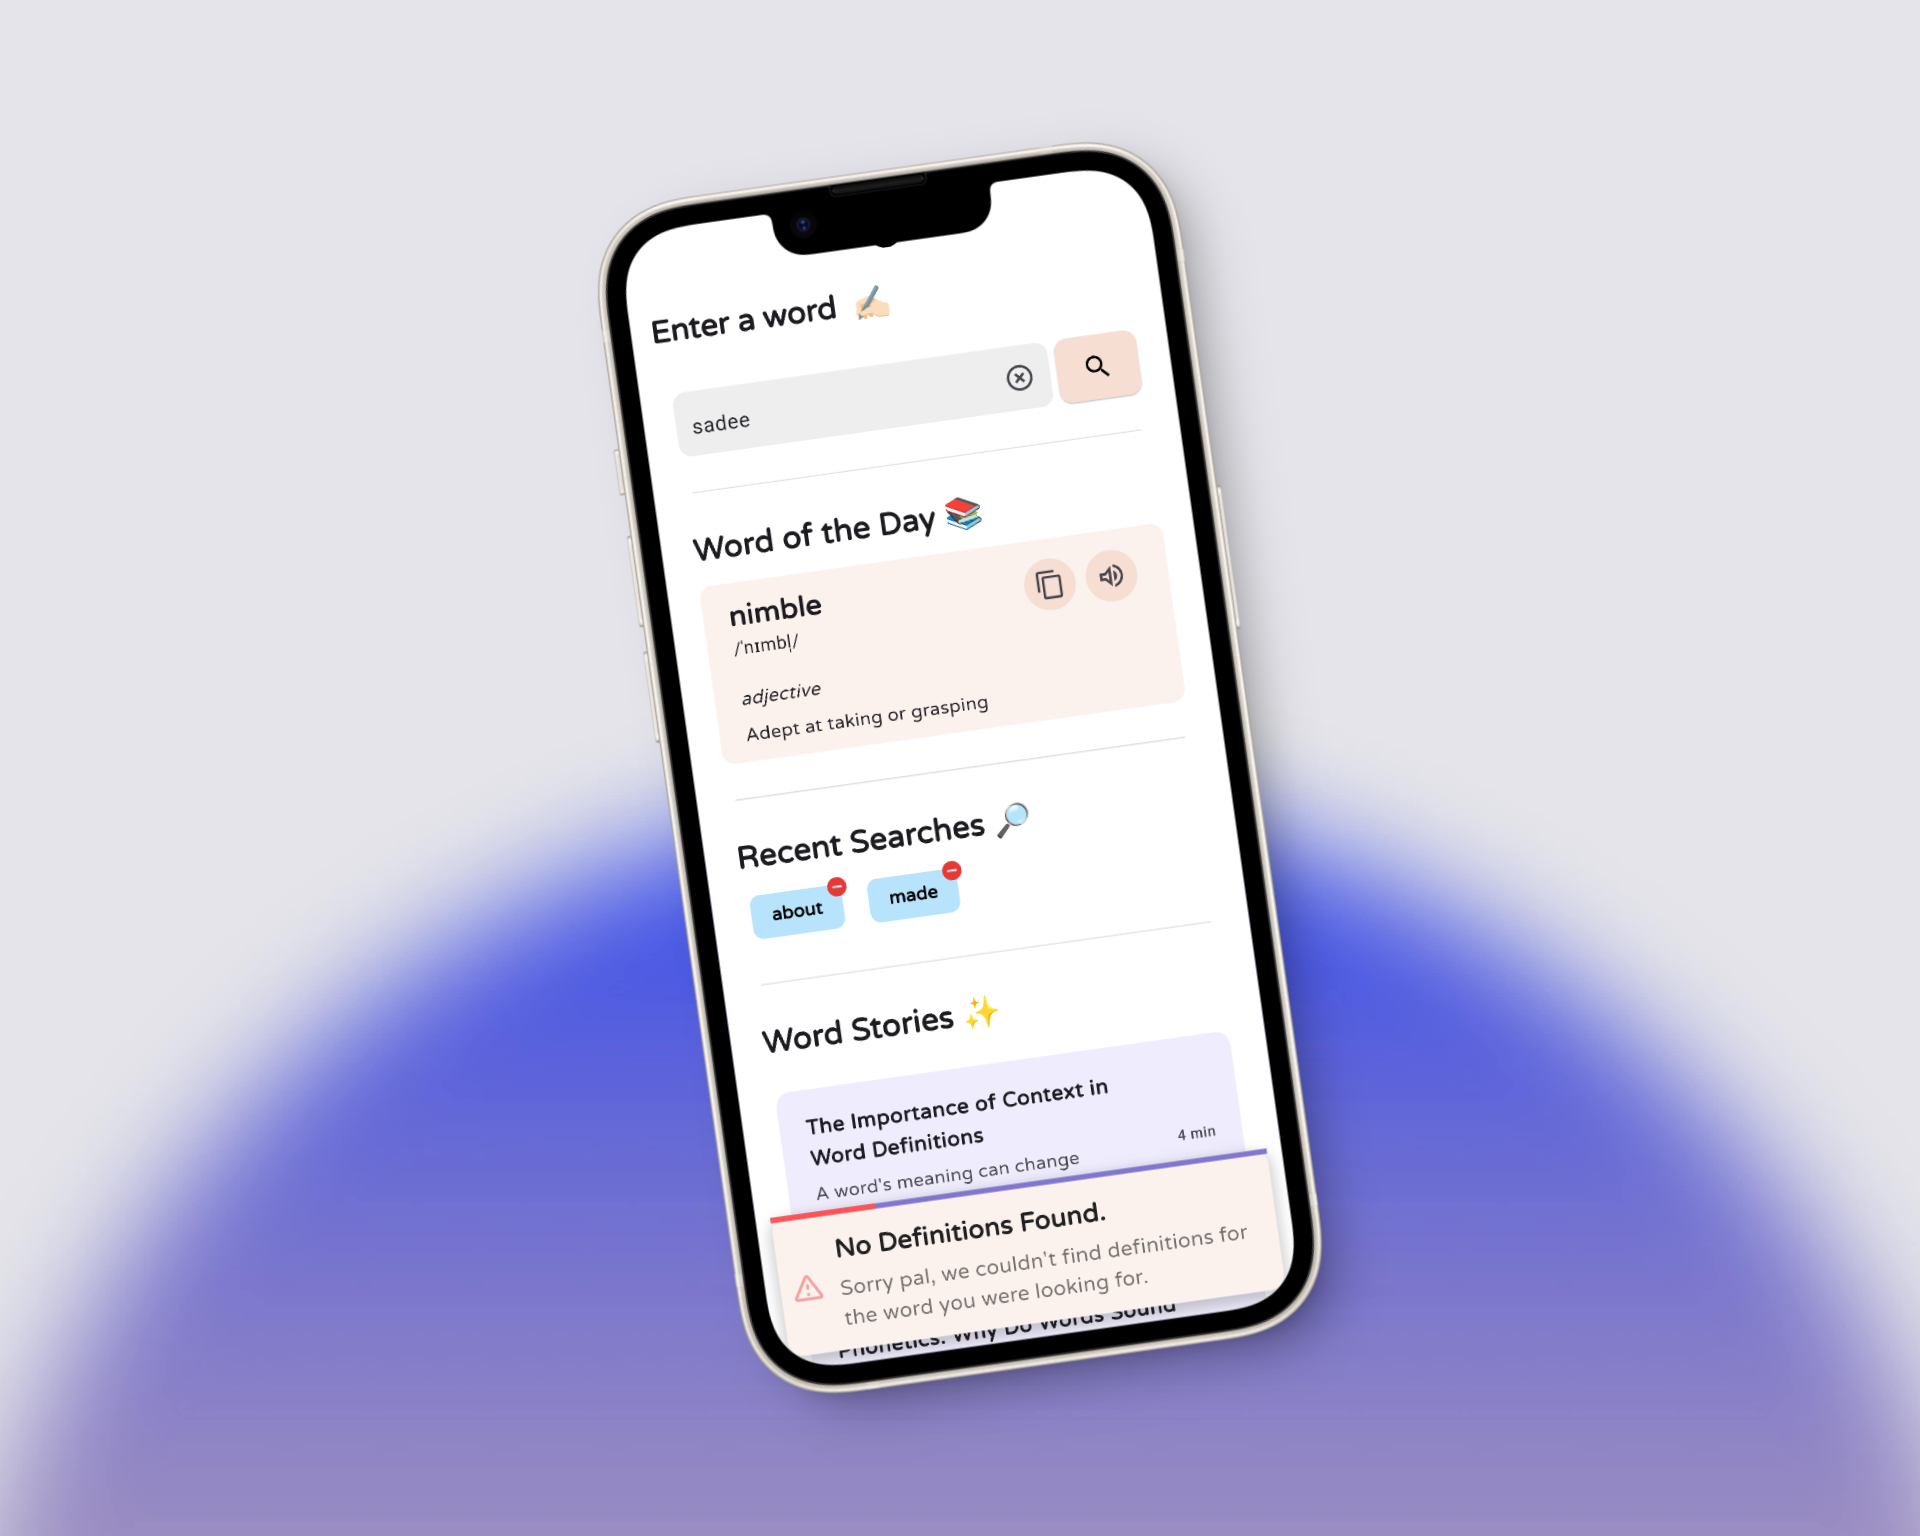 Enter a word
sadee
Word of the Day
nimble
/ˈnɪmbl̩/
adjective
Adept at taking or grasping
Recent Searches
about
made
Word Stories
The Importance of Context in
Word Definitions
4 min
A word's meaning can change
No Definitions Found.
Sorry pal, we couldn't find definitions for
the word you were looking for.
Phonetics: Why Do Words Sound